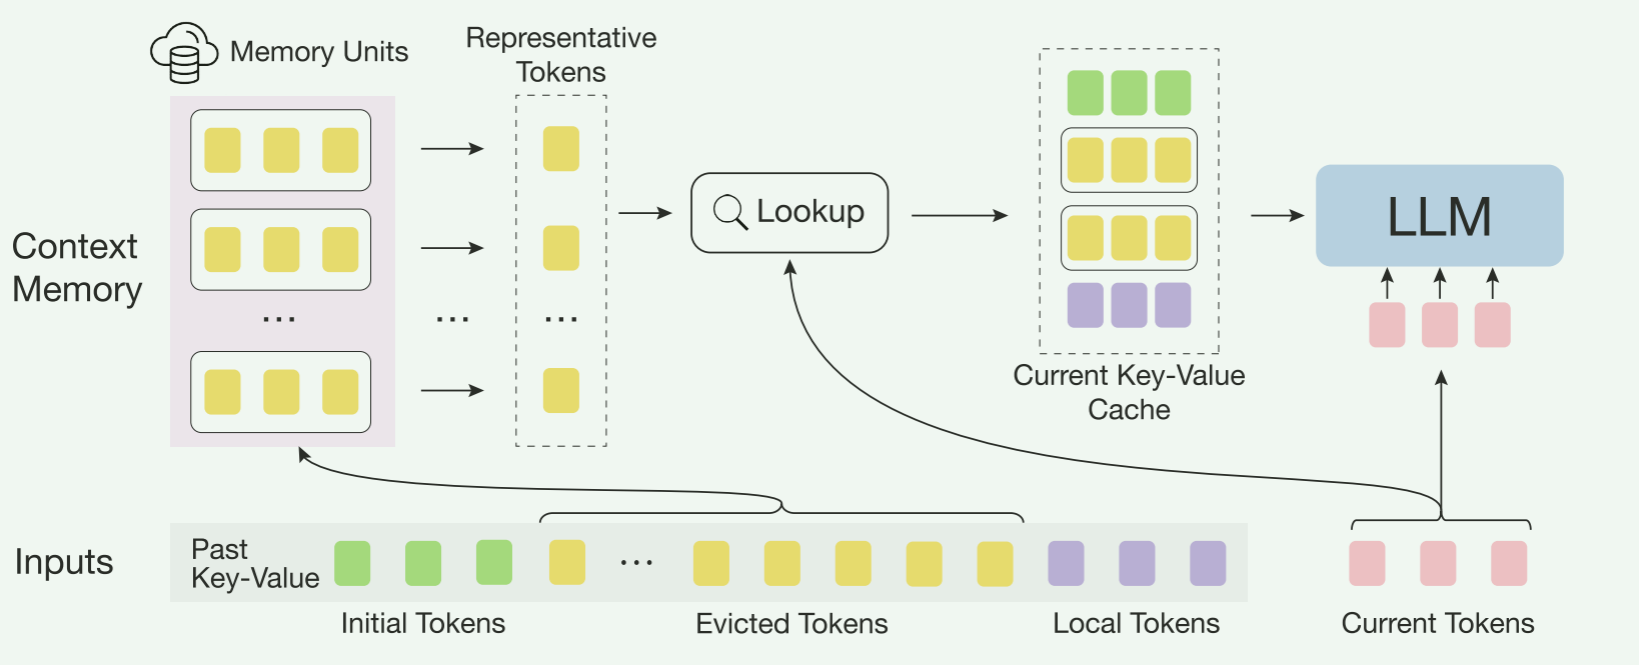 Memory Units
Representative
Tokens
Lookup
LLM
Context
Memory
...
...
...
Current Key-Value
Cache
Inputs
Past
Key-Value
...
Initial Tokens
Evicted Tokens
Local Tokens
Current Tokens